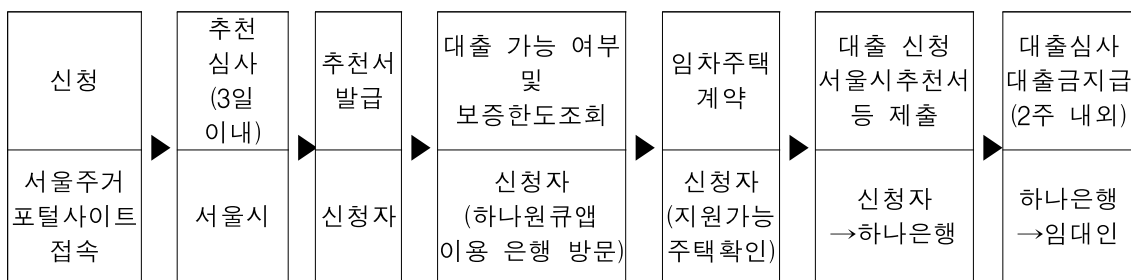 신청
서울주거
포털사이트
접속
추천
심사
(3일
이내)
서울시
추천서
발급
신청자
대출 가능 여부
및
보증한도조회
신청자
(하나원큐앱
이용 은행 방문)
임차주택
계약
신청자
(지원가능
주택확인)
대출 신청
서울시추천서
등 제출
신청자
→하나은행
대출심사
대출금지급
(2주 내외)
하나은행
→임대인